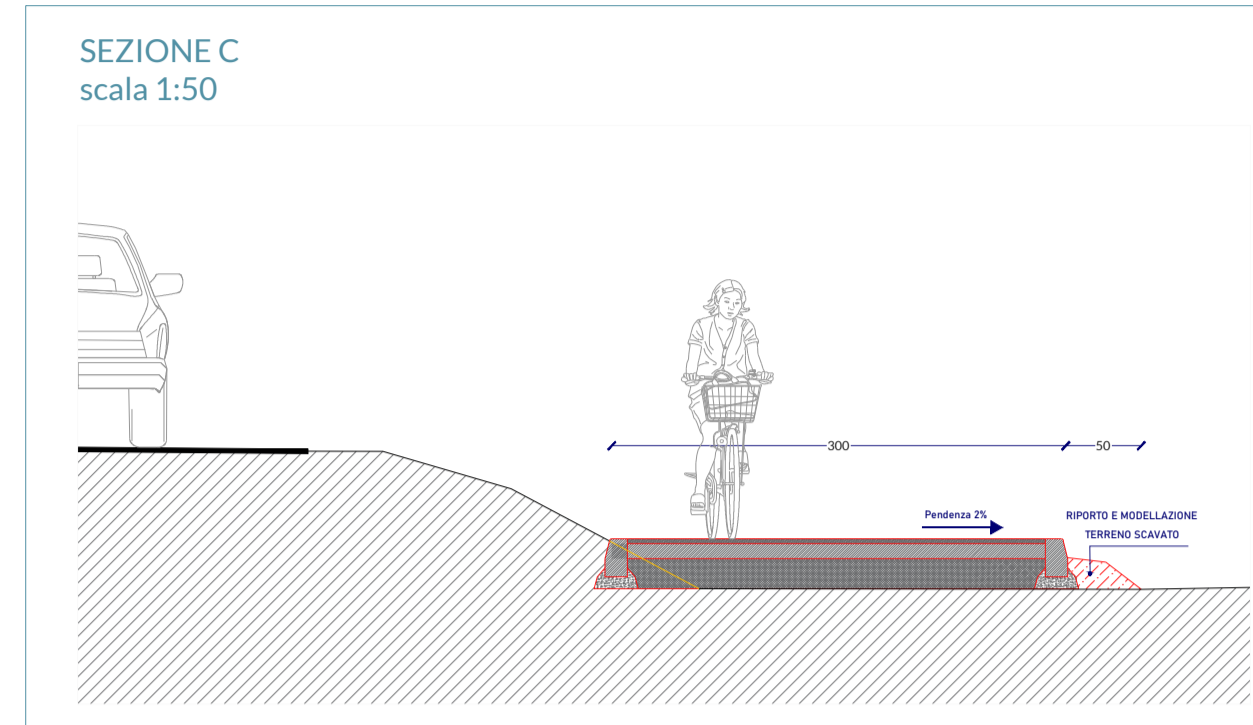 SEZIONE C
scala 1:50
300
50
Pendenza 2%
RIPORTO E MODELLAZIONE
TERRENO SCAVATO